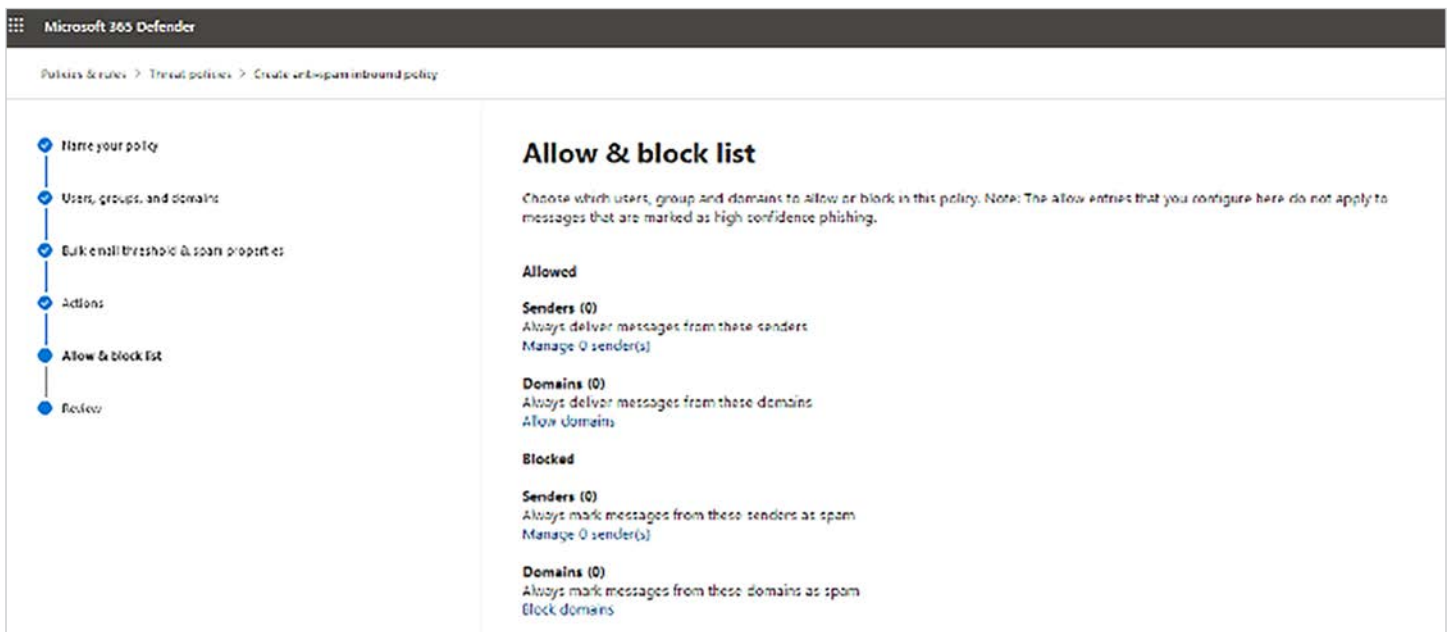 Microsoft 365 Defender
Policies & rules > Threat policies > Create anti-spam inbound policy
Name your policy
Users, groups, and domains
Bulk email threshold & spam properties
Actions
Allow & block list
Review
Allow & block list
Choose which users, group and domains to allow or block in this policy. Note: The allow entries that you configure here do not apply to
messages that are marked as high confidence phishing.
Allowed
Senders (0)
Always deliver messages from these senders
Manage 0 sender(s)
Domains (0)
Always deliver messages from these domains
Allow domains
Blocked
Senders (0)
Always mark messages from these senders as spam
Manage 0 sender(s)
Domains (0)
Always mark messages from these domains as spam
Block domains